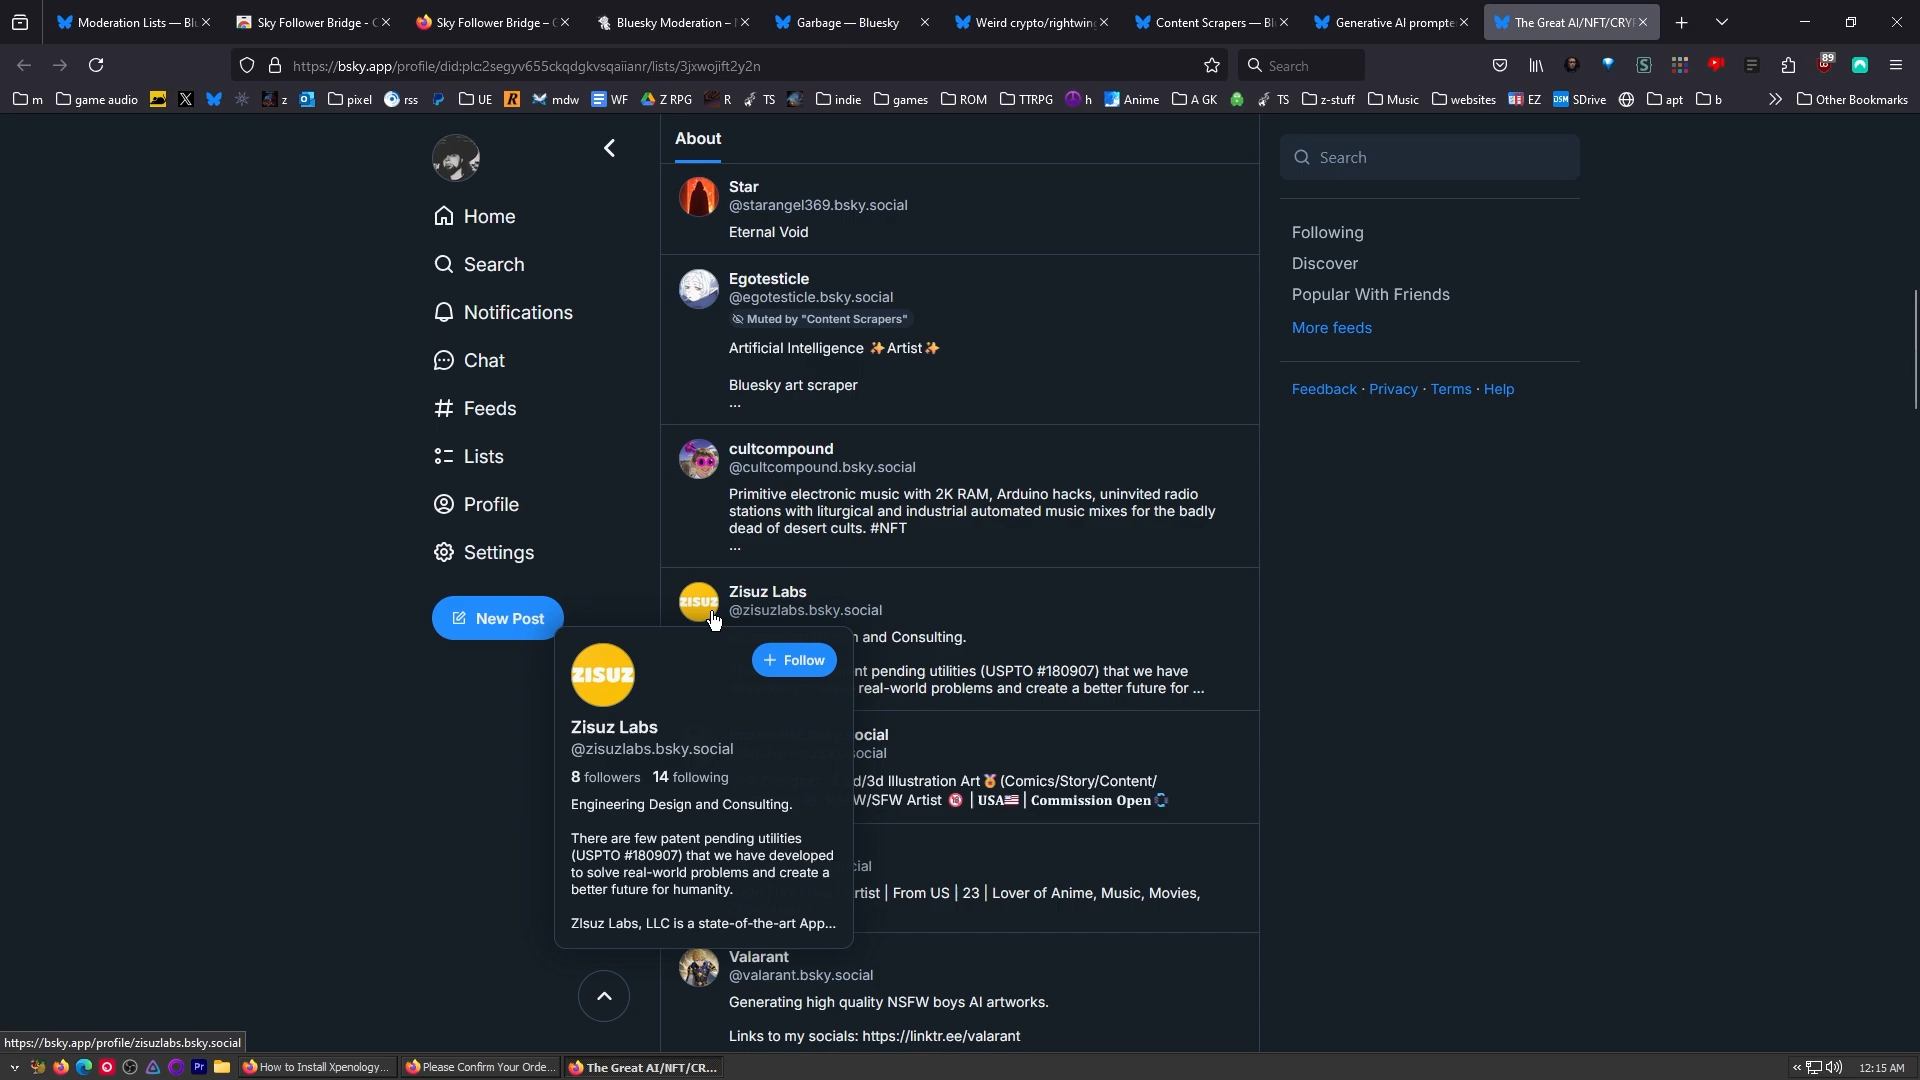 Moderation Lists — Bl
Sky Follower Bridge - C
Sky Follower Bridge – C
Bluesky Moderation –
Garbage — Bluesky
Weird crypto/rightwin
Content Scrapers — Bl
Generative AI prompte
The Great AI/NFT/CRY
https://bsky.app/profile/did:plc:2segyv655ckqdgkvsqaiianr/lists/3jxwojift2y2n
Search
89
m
game audio
z
pixel
rss
UE
mdw
WF
Z RPG
R
TS
indie
games
ROM
TTRPG
h
Anime
A GK
TS
z-stuff
Music
websites
EZ
SDrive
apt
b
Other Bookmarks
Home
Search
Notifications
Chat
Feeds
Lists
Profile
Settings
New Post
About
Star
@starangel369.bsky.social
Eternal Void
Egotesticle
@egotesticle.bsky.social
Muted by "Content Scrapers"
Artificial Intelligence ✨Artist✨
Bluesky art scraper
...
cultcompound
@cultcompound.bsky.social
Primitive electronic music with 2K RAM, Arduino hacks, uninvited radio
stations with liturgical and industrial automated music mixes for the badly
dead of desert cults. #NFT
...
ZISUZ
Zisuz Labs
@zisuzlabs.bsky.social
and Consulting.
nt pending utilities (USPTO #180907) that we have
real-world problems and create a better future for ...
ocial
ocial
d/3d Illustration Art🏅(Comics/Story/Content/
W/SFW Artist 🔞 | USA🇺🇸 | Commission Open
cial
rtist | From US | 23 | Lover of Anime, Music, Movies,
Valarant
@valarant.bsky.social
Generating high quality NSFW boys AI artworks.
Links to my socials: https://linktr.ee/valarant
ZISUZ
Follow
Zisuz Labs
@zisuzlabs.bsky.social
8 followers 14 following
Engineering Design and Consulting.
There are few patent pending utilities
(USPTO #180907) that we have developed
to solve real-world problems and create a
better future for humanity.
ZIsuz Labs, LLC is a state-of-the-art App...
Search
Following
Discover
Popular With Friends
More feeds
Feedback · Privacy · Terms · Help
https://bsky.app/profile/zisuzlabs.bsky.social
How to Install Xpenology...
Please Confirm Your Orde...
The Great AI/NFT/CR...
12:15 AM